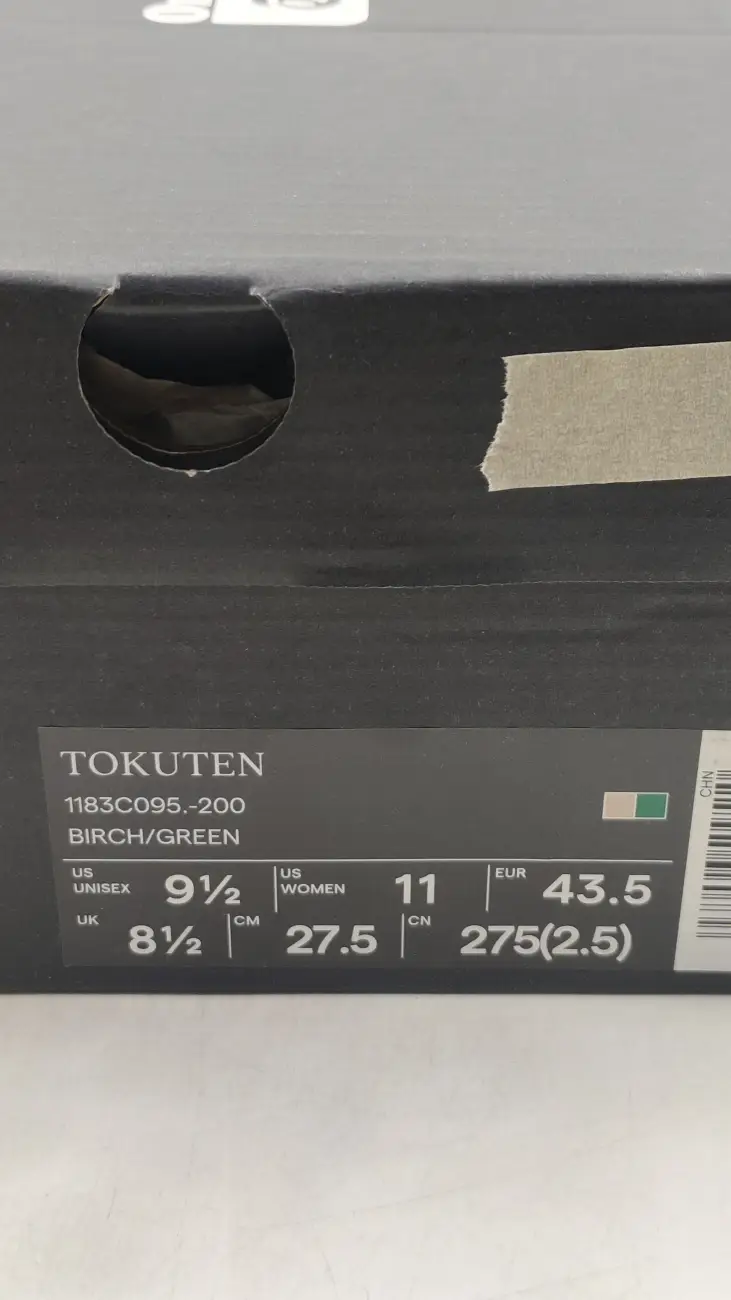 TOKUTEN
1183C095.-200
BIRCH/GREEN
US UNISEX 9½ US WOMEN 11 EUR 43.5
UK 8½ CM 27.5 CN 275(2.5)
CHN